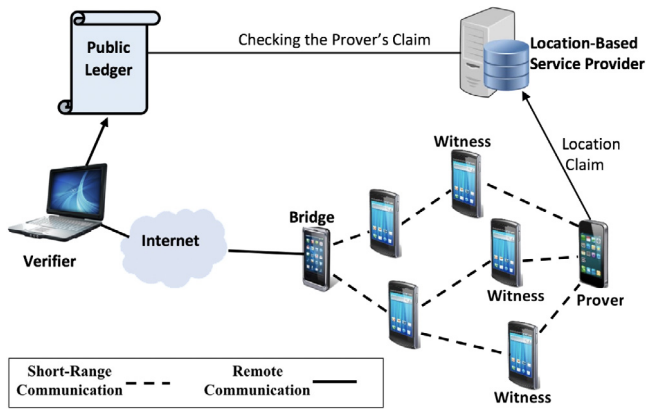 Public
Ledger
Checking the Prover's Claim
Location-Based
Service Provider
Location
Claim
Witness
Bridge
Internet
Verifier
Witness
Prover
Witness
Short-Range
Communication
Remote
Communication